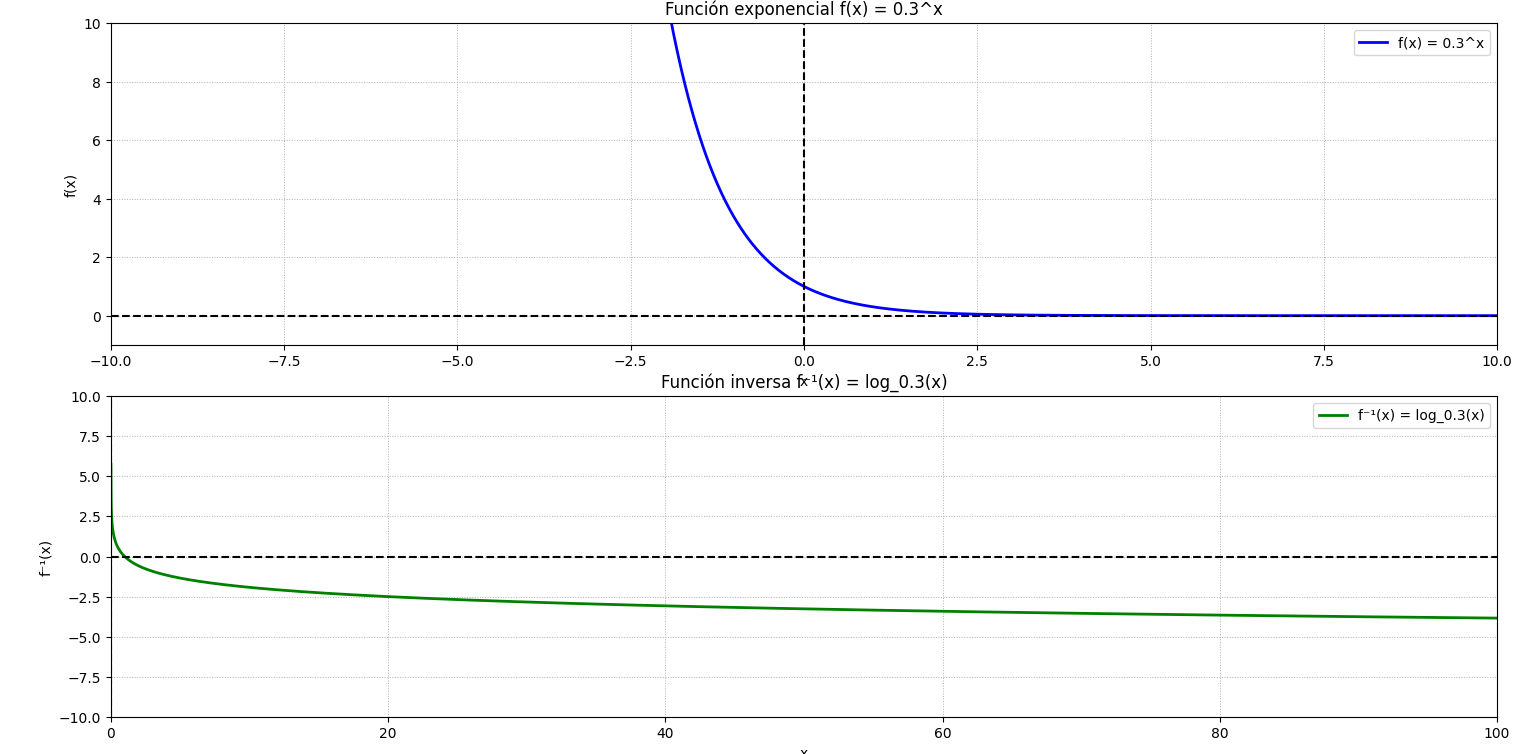 Función exponencial f(x) = 0.3^x
f(x) = 0.3^x
10
8
6
4
2
0
f(x)
−10.0 −7.5 −5.0 −2.5 0.0 2.5 5.0 7.5 10.0
x
Función inversa f⁻¹(x) = log_0.3(x)
f⁻¹(x) = log_0.3(x)
10.0
7.5
5.0
2.5
0.0
−2.5
−5.0
−7.5
−10.0
f⁻¹(x)
0 20 40 60 80 100
x